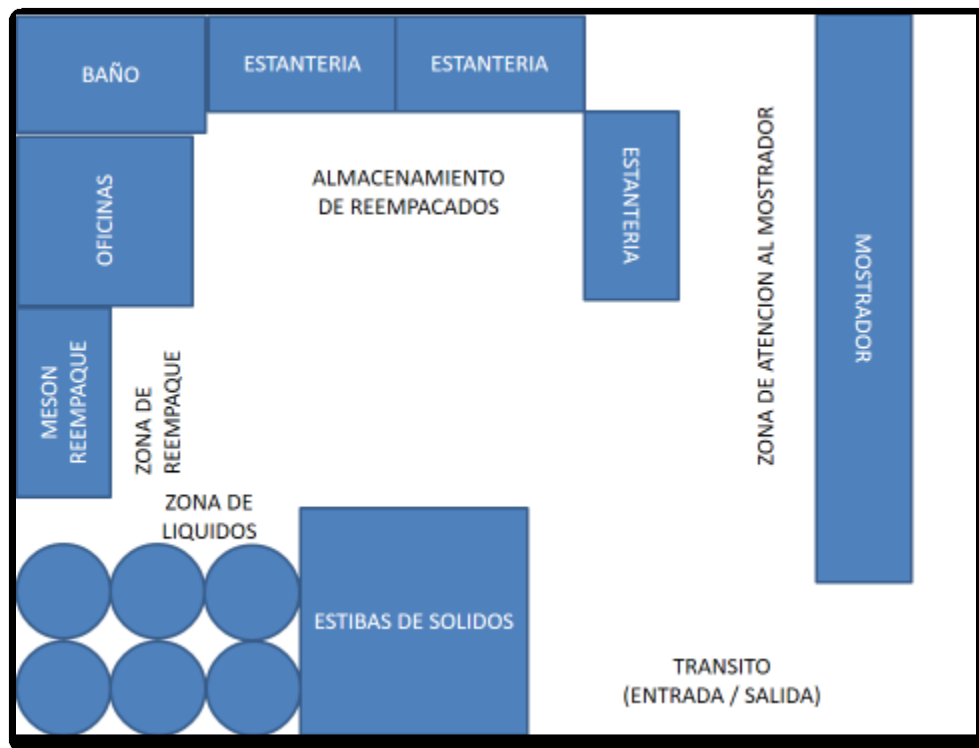 BAÑO
ESTANTERIA
ESTANTERIA
OFICINAS
ALMACENAMIENTO
DE REEMPACADOS
ESTANTERIA
ZONA DE ATENCION AL MOSTRADOR
MOSTRADOR
MESON
REEMPAQUE
ZONA DE
REEMPAQUE
ZONA DE
LIQUIDOS
ESTIBAS DE SOLIDOS
TRANSITO
(ENTRADA / SALIDA)